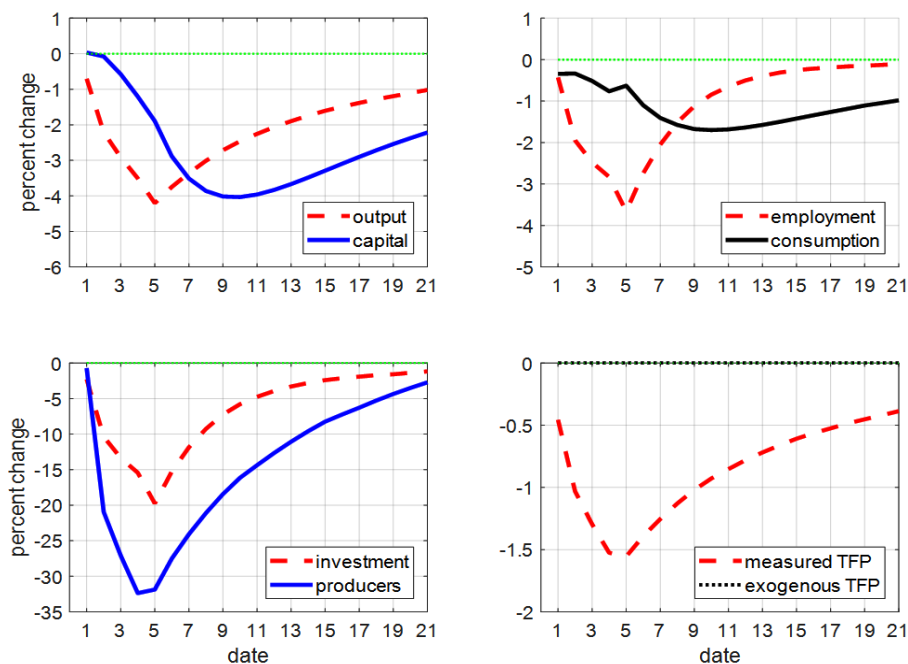 percent change
1
0
-1
-2
-3
-4
-5
-6
output
capital
1 3 5 7 9 11 13 15 17 19 21
1
0
-1
-2
-3
-4
-5
employment
consumption
1 3 5 7 9 11 13 15 17 19 21
percent change
0
-5
-10
-15
-20
-25
-30
-35
investment
producers
1 3 5 7 9 11 13 15 17 19 21
date
0
-0.5
-1
-1.5
-2
measured TFP
exogenous TFP
1 3 5 7 9 11 13 15 17 19 21
date